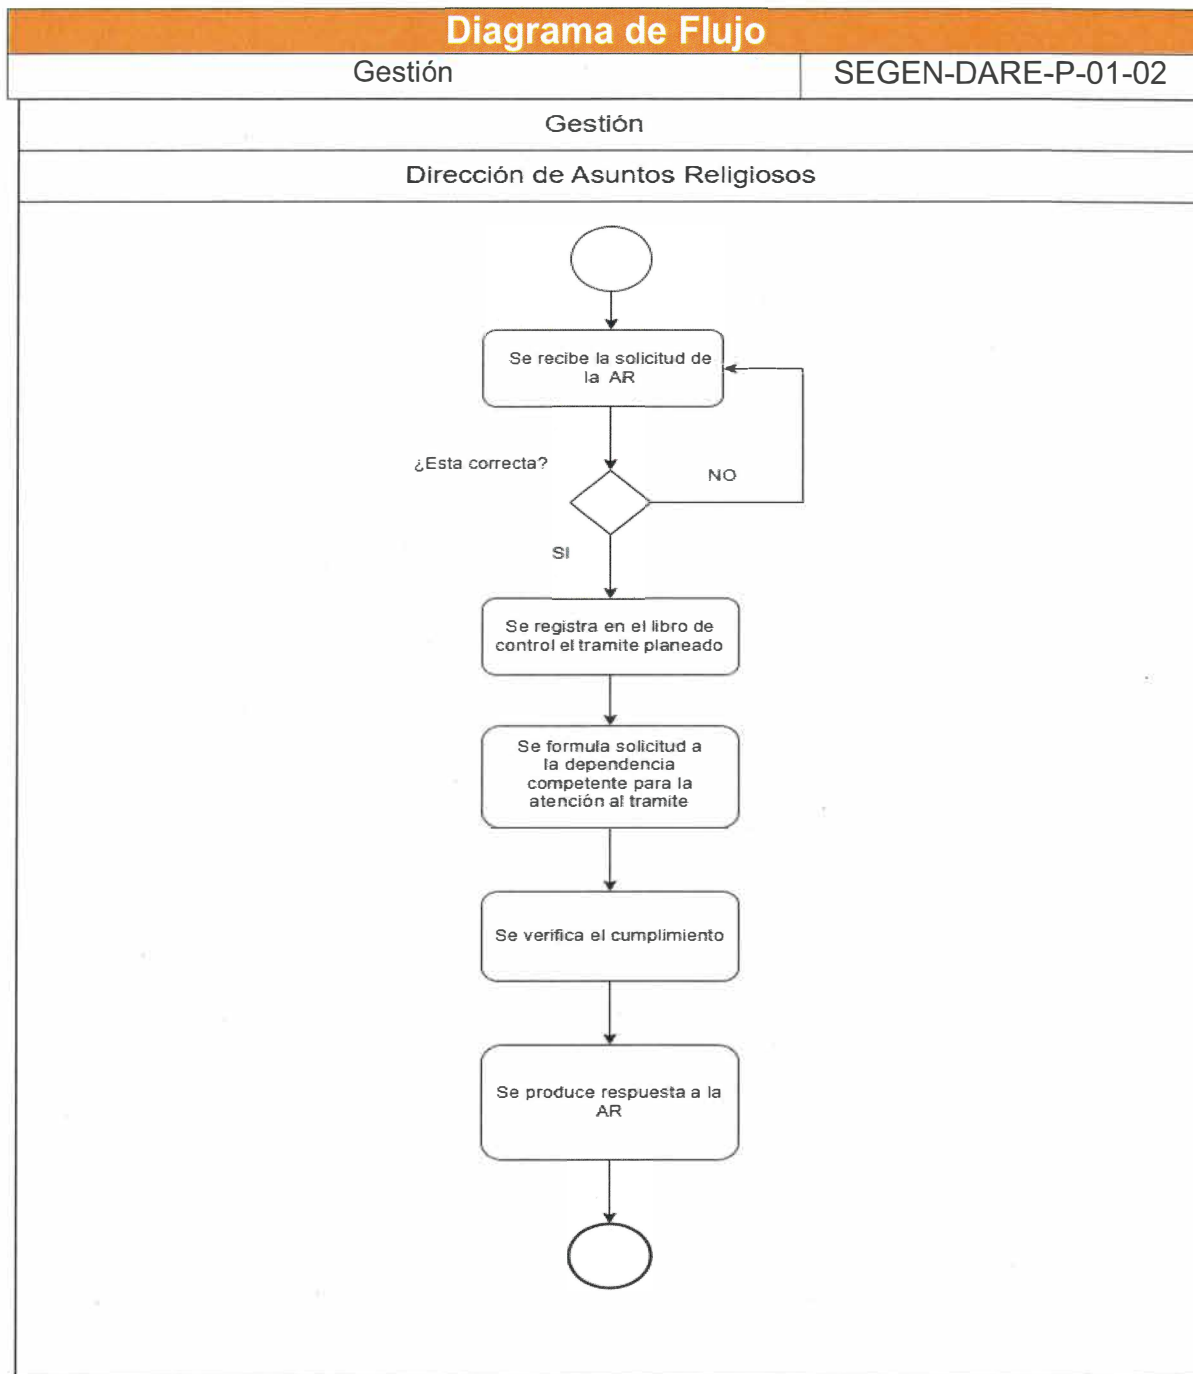 Diagrama de Flujo
Gestión
SEGEN-DARE-P-01-02
Gestión
Dirección de Asuntos Religiosos
Se recibe la solicitud de
la AR
¿Esta correcta?
NO
SI
Se registra en el libro de
control el tramite planeado
Se formula solicitud a
la dependencia
competente para la
atención al tramite
Se verifica el cumplimiento
Se produce respuesta a la
AR